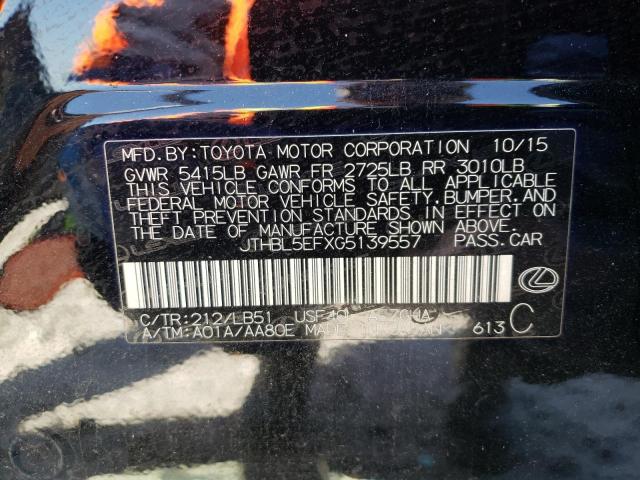 MFD.BY:TOYOTA MOTOR CORPORATION 10/15
GVWR 5415LB GAWR FR 2725LB RR 3010LB
THIS VEHICLE CONFORMS TO ALL APPLICABLE
FEDERAL MOTOR VEHICLE SAFETY,BUMPER,AND
THEFT PREVENTION STANDARDS IN EFFECT ON
THE DATE OF MANUFACTURE SHOWN ABOVE.
JTHBL5EFXG5139557 PASS.CAR
C/TR:212/LB51
A/TM:A01A/AA80E MADE 613 C